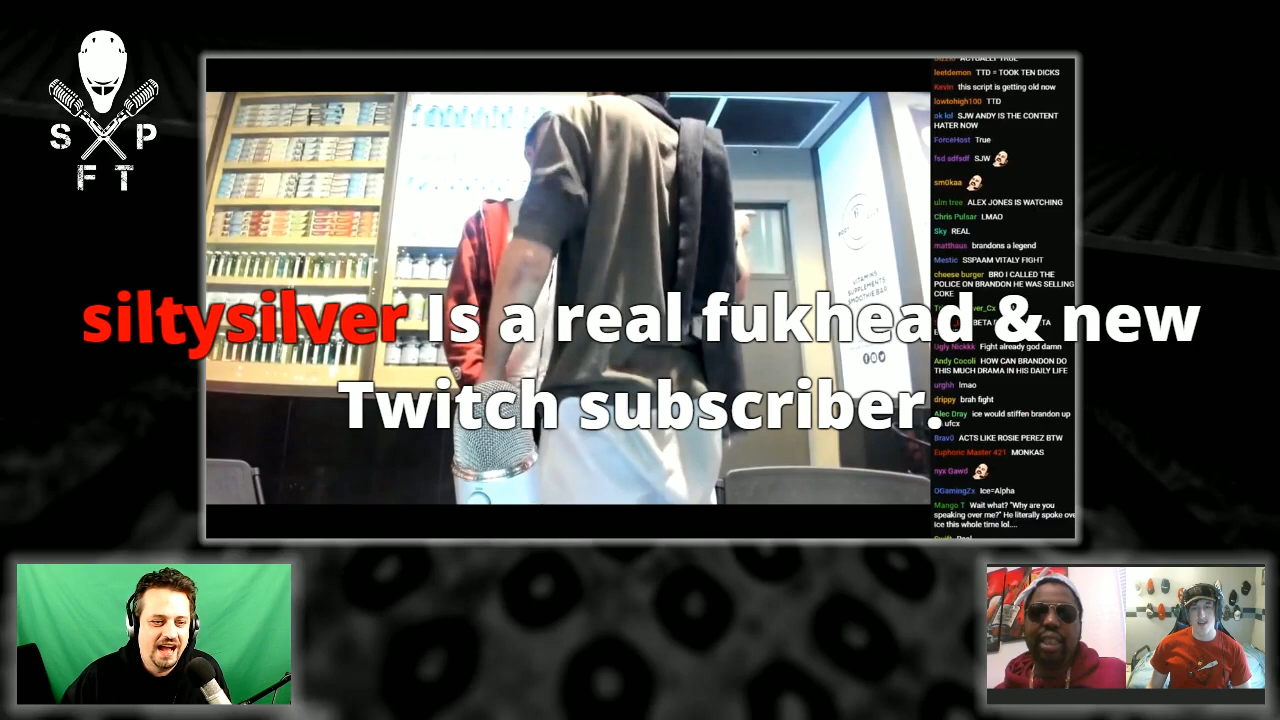 S P
F T
siltysilver Is a real fukhead & new
Twitch subscriber.
VITAMINS
SUPPLEMENTS
SMOOTHIE BAR
leetdemon TTD = TOOK TEN DICKS
Kevin this script is getting old now
lowtohigh100 TTD
ok lol SJW ANDY IS THE CONTENT
HATER NOW
ForceHost True
fsd adfsdf SJW
sm0kaa
ulm tree ALEX JONES IS WATCHING
Chris Pulsar LMAO
Sky REAL
matthaus brandons a legend
Mestic SSPAAM VITALY FIGHT
cheese burger BRO I CALLED THE
POLICE ON BRANDON HE WAS SELLING
COKE
Ugly Nickkk Fight already god damn
Andy Cocoli HOW CAN BRANDON DO
THIS MUCH DRAMA IN HIS DAILY LIFE
urghh lmao
drippy brah fight
Alec Dray ice would stiffen brandon up
ufcx
Brav0 ACTS LIKE ROSIE PEREZ BTW
Euphoric Master 421 MONKAS
nyx Gawd
OGamingZx Ice=Alpha
Mango T Wait what? "Why are you
speaking over me?" He literally spoke over
ice this whole time lol....